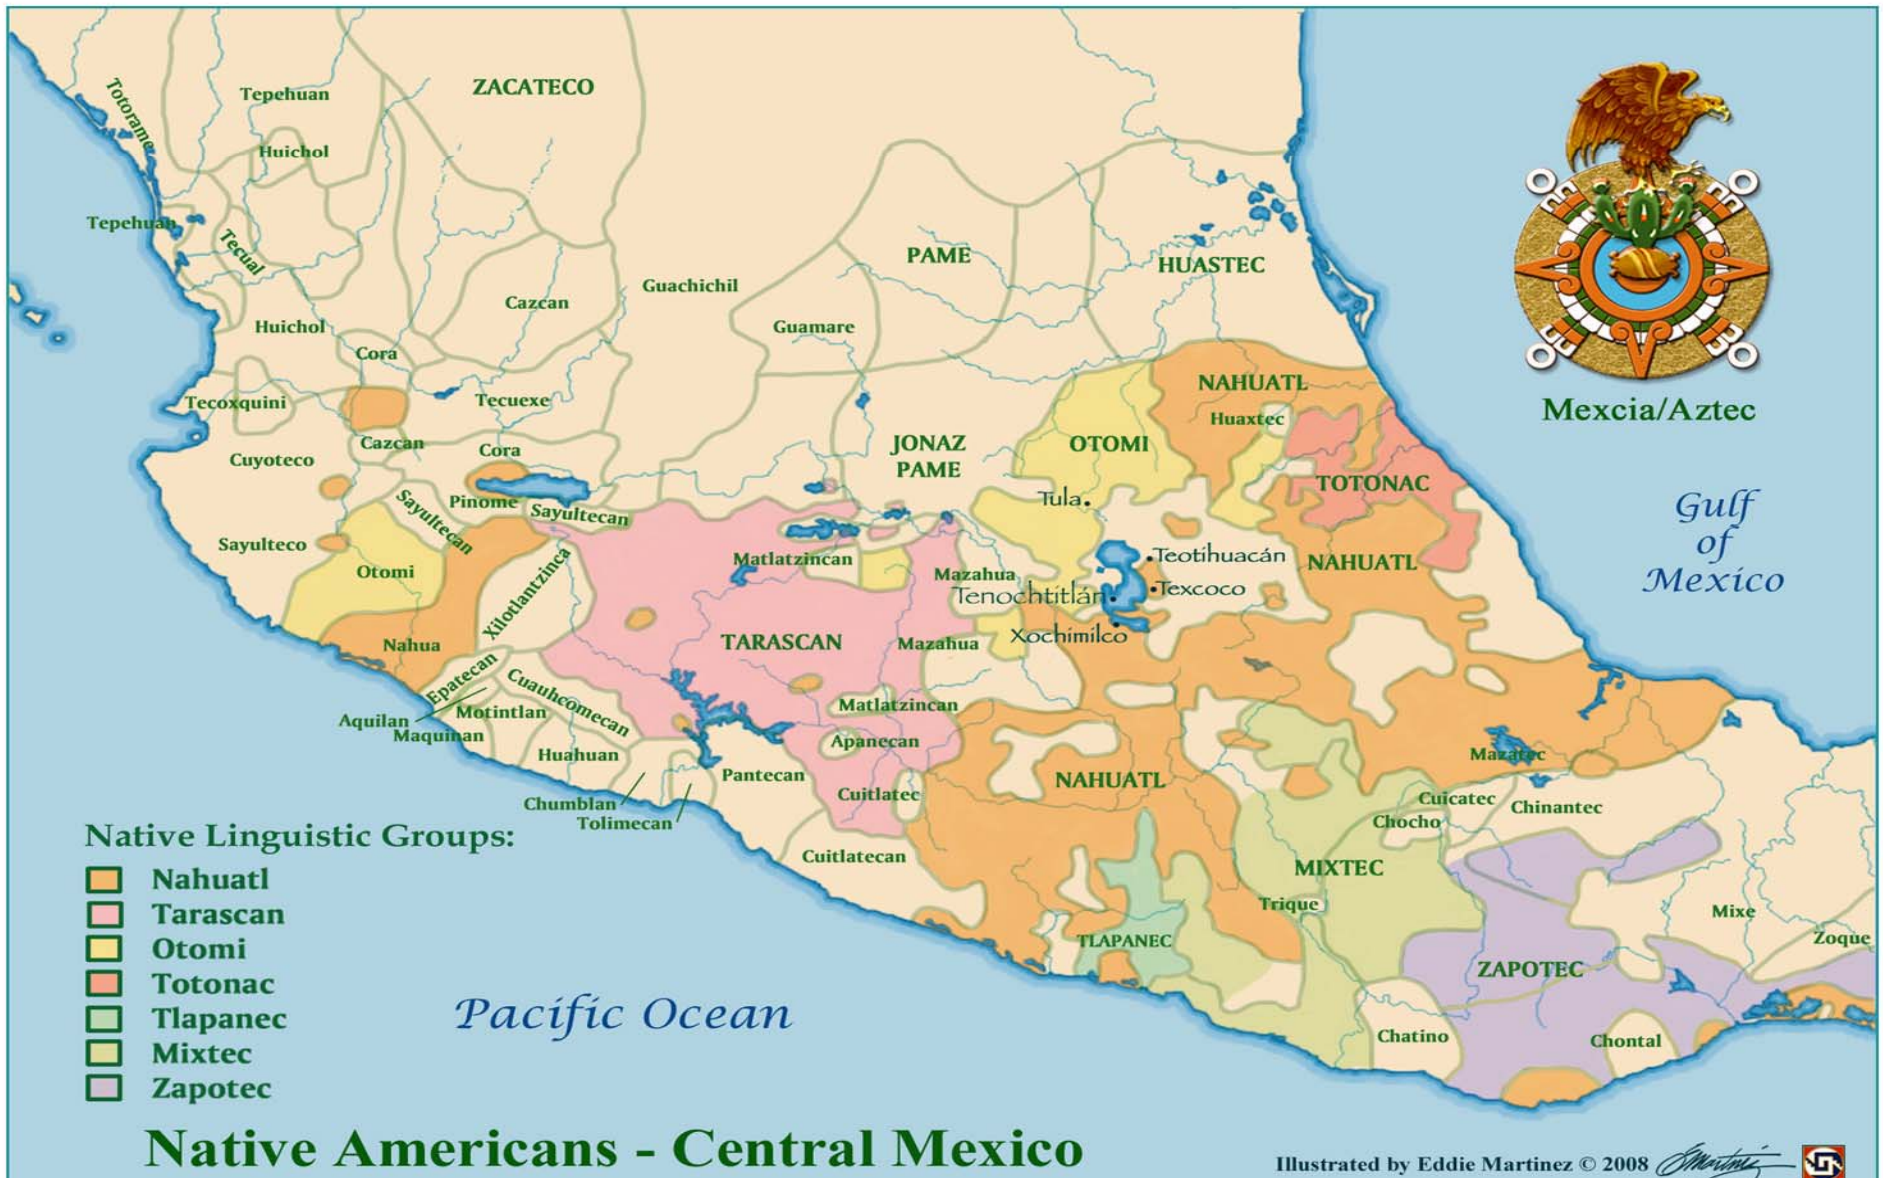 Totorame
Tepehuan
ZACATECO
Huichol
Tepehuan
Tecual
PAME
HUASTEC
Guachichil
Cazcan
Huichol
Guamare
Cora
NAHUATL
Tecoxquini
Tecuexe
Huaxtec
Mexcia/Aztec
Cazcan
Cora
JONAZ
PAME
OTOMI
Cuyoteco
TOTONAC
Pinome
Tula
Sayultecan
Sayultecan
Gulf
of
Mexico
Sayulteco
Matlatzincan
Teotihuacán
NAHUATL
Otomi
Mazahua
Tenochtitlán
Texcoco
Xilotlantzinca
Nahua
TARASCAN
Mazahua
Xochimilco
Epatecan
Cuauhcomecan
Matlatzincan
Aquilan
Motintlan
Maquinan
Apanecan
Huahuan
Pantecan
NAHUATL
Mazatec
Cuitlatec
Cuicatec
Chinantec
Chumblan
Tolimecan
Chocho
Cuitlatecan
MIXTEC
Trique
Mixe
TLAPANEC
Zoque
ZAPOTEC
Chatino
Chontal
Native Linguistic Groups:
Nahuatl
Tarascan
Otomi
Totonac
Tlapanec
Mixtec
Zapotec
Pacific Ocean
Native Americans - Central Mexico
Illustrated by Eddie Martinez © 2008